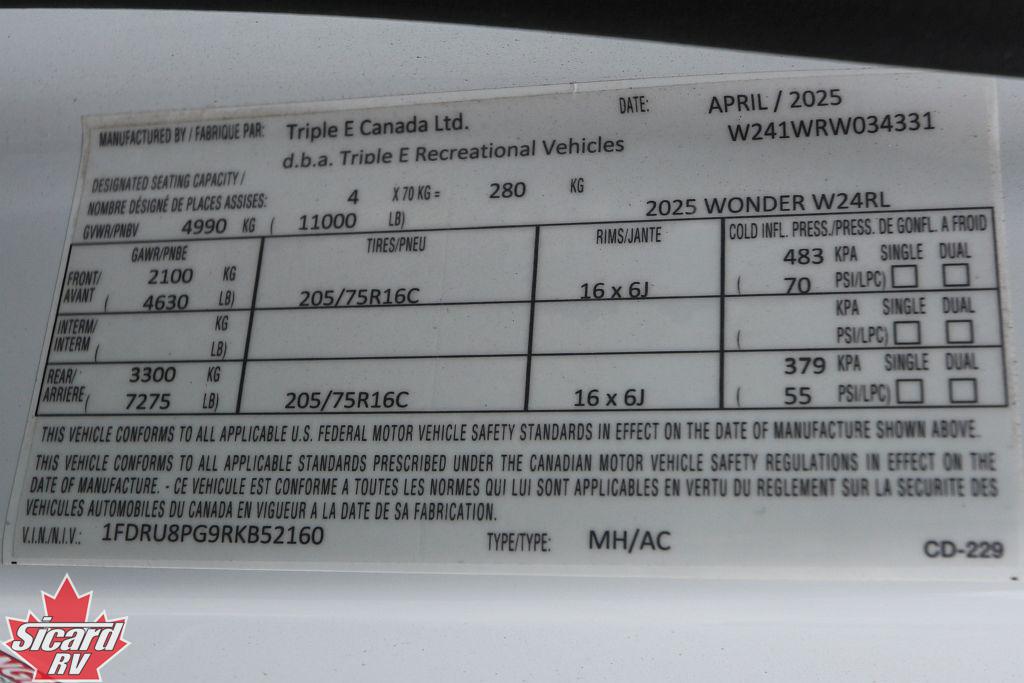 MANUFACTURED BY / FABRIQUE PAR: Triple E Canada Ltd. DATE: APRIL / 2025
d.b.a. Triple E Recreational Vehicles W241WRW034331
DESIGNATED SEATING CAPACITY /
NOMBRE DÉSIGNÉ DE PLACES ASSISES: 4 X 70 KG = 280 KG
GVWR/PNBV 4990 KG ( 11000 LB) 2025 WONDER W24RL
GAWR/PNBE TIRES/PNEU RIMS/JANTE COLD INFL. PRESS./PRESS. DE GONFL. A FROID
FRONT/ 2100 KG 483 KPA SINGLE DUAL
AVANT ( 4630 LB) 205/75R16C 16 x 6J ( 70 PSI/LPC)
INTERM/ KG KPA SINGLE DUAL
INTERM ( LB) ( PSI/LPC)
REAR/ 3300 KG 379 KPA SINGLE DUAL
ARRIÈRE ( 7275 LB) 205/75R16C 16 x 6J ( 55 PSI/LPC)
THIS VEHICLE CONFORMS TO ALL APPLICABLE U.S. FEDERAL MOTOR VEHICLE SAFETY STANDARDS IN EFFECT ON THE DATE OF MANUFACTURE SHOWN ABOVE.
THIS VEHICLE CONFORMS TO ALL APPLICABLE STANDARDS PRESCRIBED UNDER THE CANADIAN MOTOR VEHICLE SAFETY REGULATIONS IN EFFECT ON THE
DATE OF MANUFACTURE. - CE VEHICULE EST CONFORME A TOUTES LES NORMES QUI LUI SONT APPLICABLES EN VERTU DU REGLEMENT SUR LA SECURITE DES
VEHICULES AUTOMOBILES DU CANADA EN VIGUEUR A LA DATE DE SA FABRICATION.
V.I.N./N.I.V.: 1FDRU8PG9RKB52160 TYPE/TYPE: MH/AC CD-229
Sicard
RV